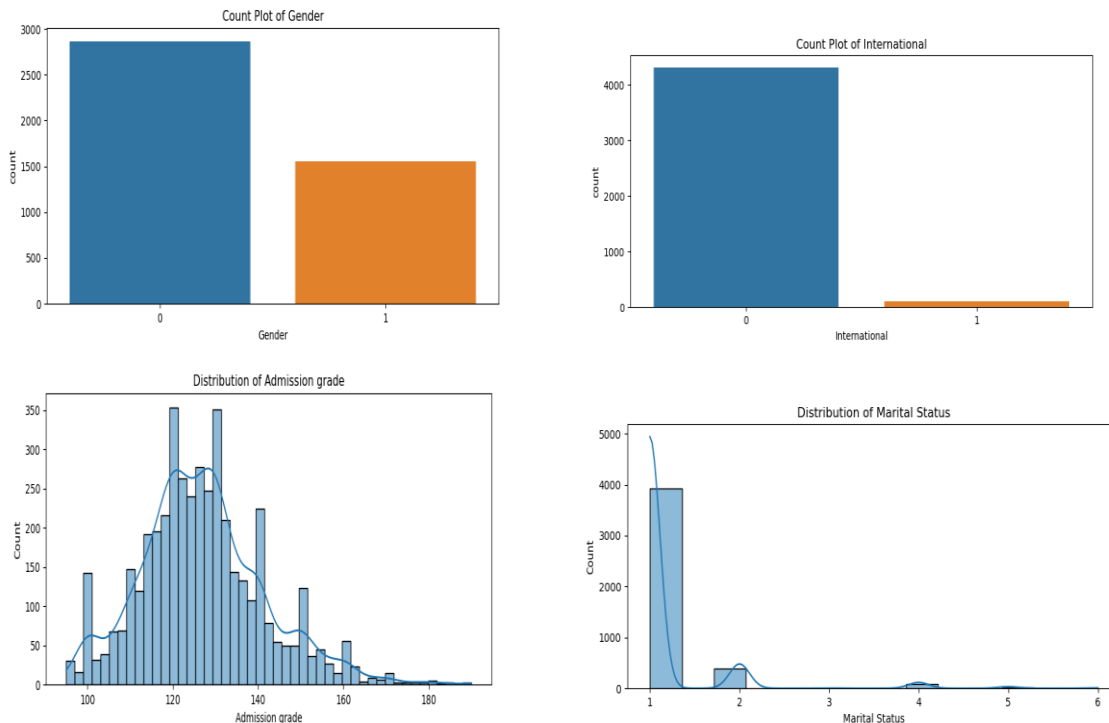 Count Plot of Gender
3000
2500
2000
1500
1000
500
0
count
0 1
Gender
Count Plot of International
4000
3000
2000
1000
0
count
0 1
International
Distribution of Admission grade
350
300
250
200
150
100
50
0
Count
100 120 140 160 180
Admission grade
Distribution of Marital Status
5000
4000
3000
2000
1000
0
Count
1 2 3 4 5 6
Marital Status